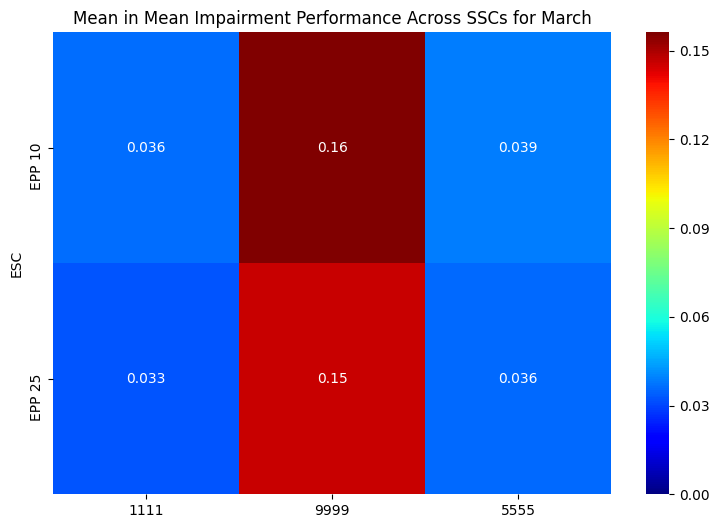 Mean in Mean Impairment Performance Across SSCs for March
ESC
EPP 10
0.036 0.16 0.039
EPP 25
0.033 0.15 0.036
1111 9999 5555
0.15
0.12
0.09
0.06
0.03
0.00